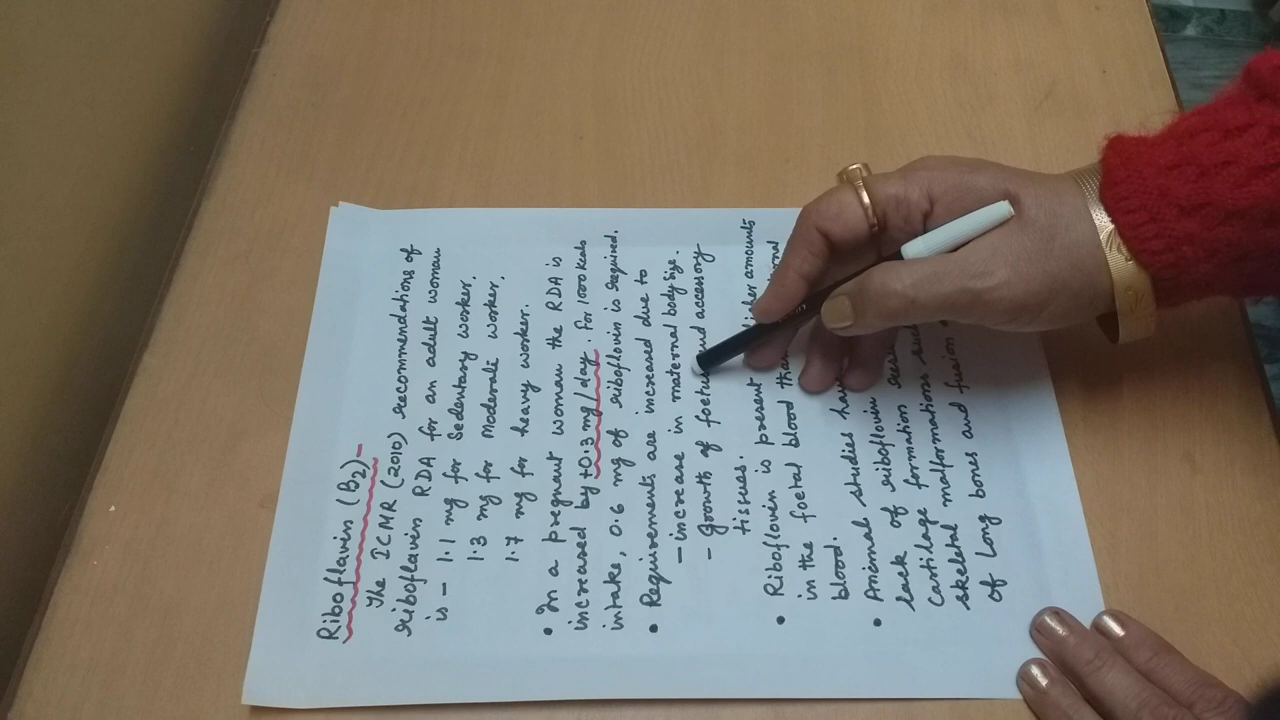 Riboflavin (B2) -
The ICMR (2010) recommendations of
riboflavin RDA for an adult woman
is - 1.1 mg for Sedentary worker.
1.3 mg for Moderate worker,
1.7 mg for heavy worker.
• In a pregnant woman the RDA is
increased by +0.3 mg/day. For 1000 kcals
intake, 0.6 mg of riboflavin is required.
• Requirements are increased due to
- increase in maternal body size.
- Growth of foetus and accessory
tissues.
• Riboflavin is present amounts
in the foetal blood than
blood.
• Animal studies
lack of riboflavin
Cartilage formation
skeletal malformations
of long bones and fusion